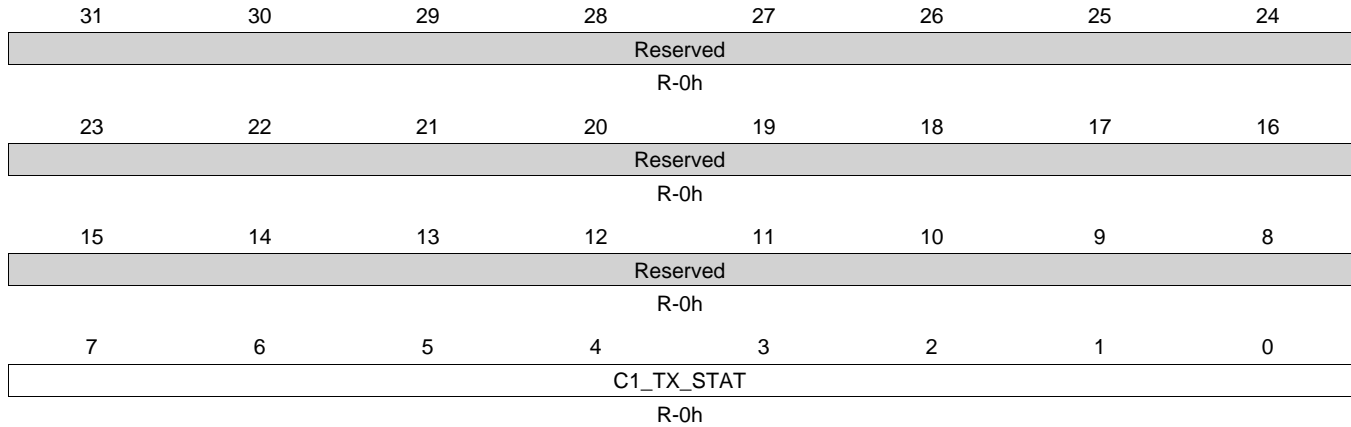 31 30 29 28 27 26 25 24
Reserved
R-0h
23 22 21 20 19 18 17 16
Reserved
R-0h
15 14 13 12 11 10 9 8
Reserved
R-0h
7 6 5 4 3 2 1 0
C1_TX_STAT
R-0h